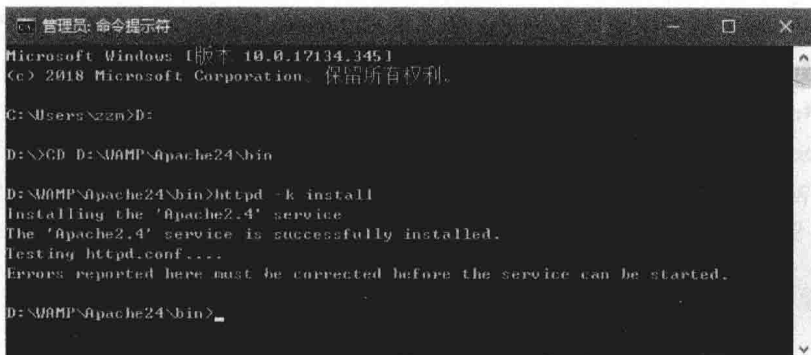 管理员: 命令提示符
Microsoft Windows [版本 10.0.17134.345]
(c) 2018 Microsoft Corporation。保留所有权利。
C:\Users\zzm>D:
D:\>CD D:\WAMP\Apache24\bin
D:\WAMP\Apache24\bin>httpd -k install
Installing the 'Apache2.4' service
The 'Apache2.4' service is successfully installed.
Testing httpd.conf....
Errors reported here must be corrected before the service can be started.
D:\WAMP\Apache24\bin>